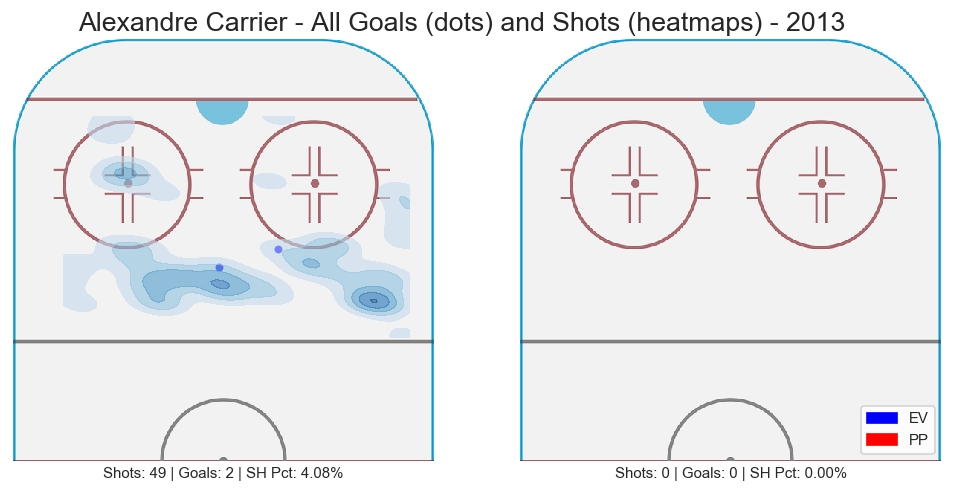 Alexandre Carrier - All Goals (dots) and Shots (heatmaps) - 2013
EV
PP
Shots: 49 | Goals: 2 | SH Pct: 4.08%
Shots: 0 | Goals: 0 | SH Pct: 0.00%